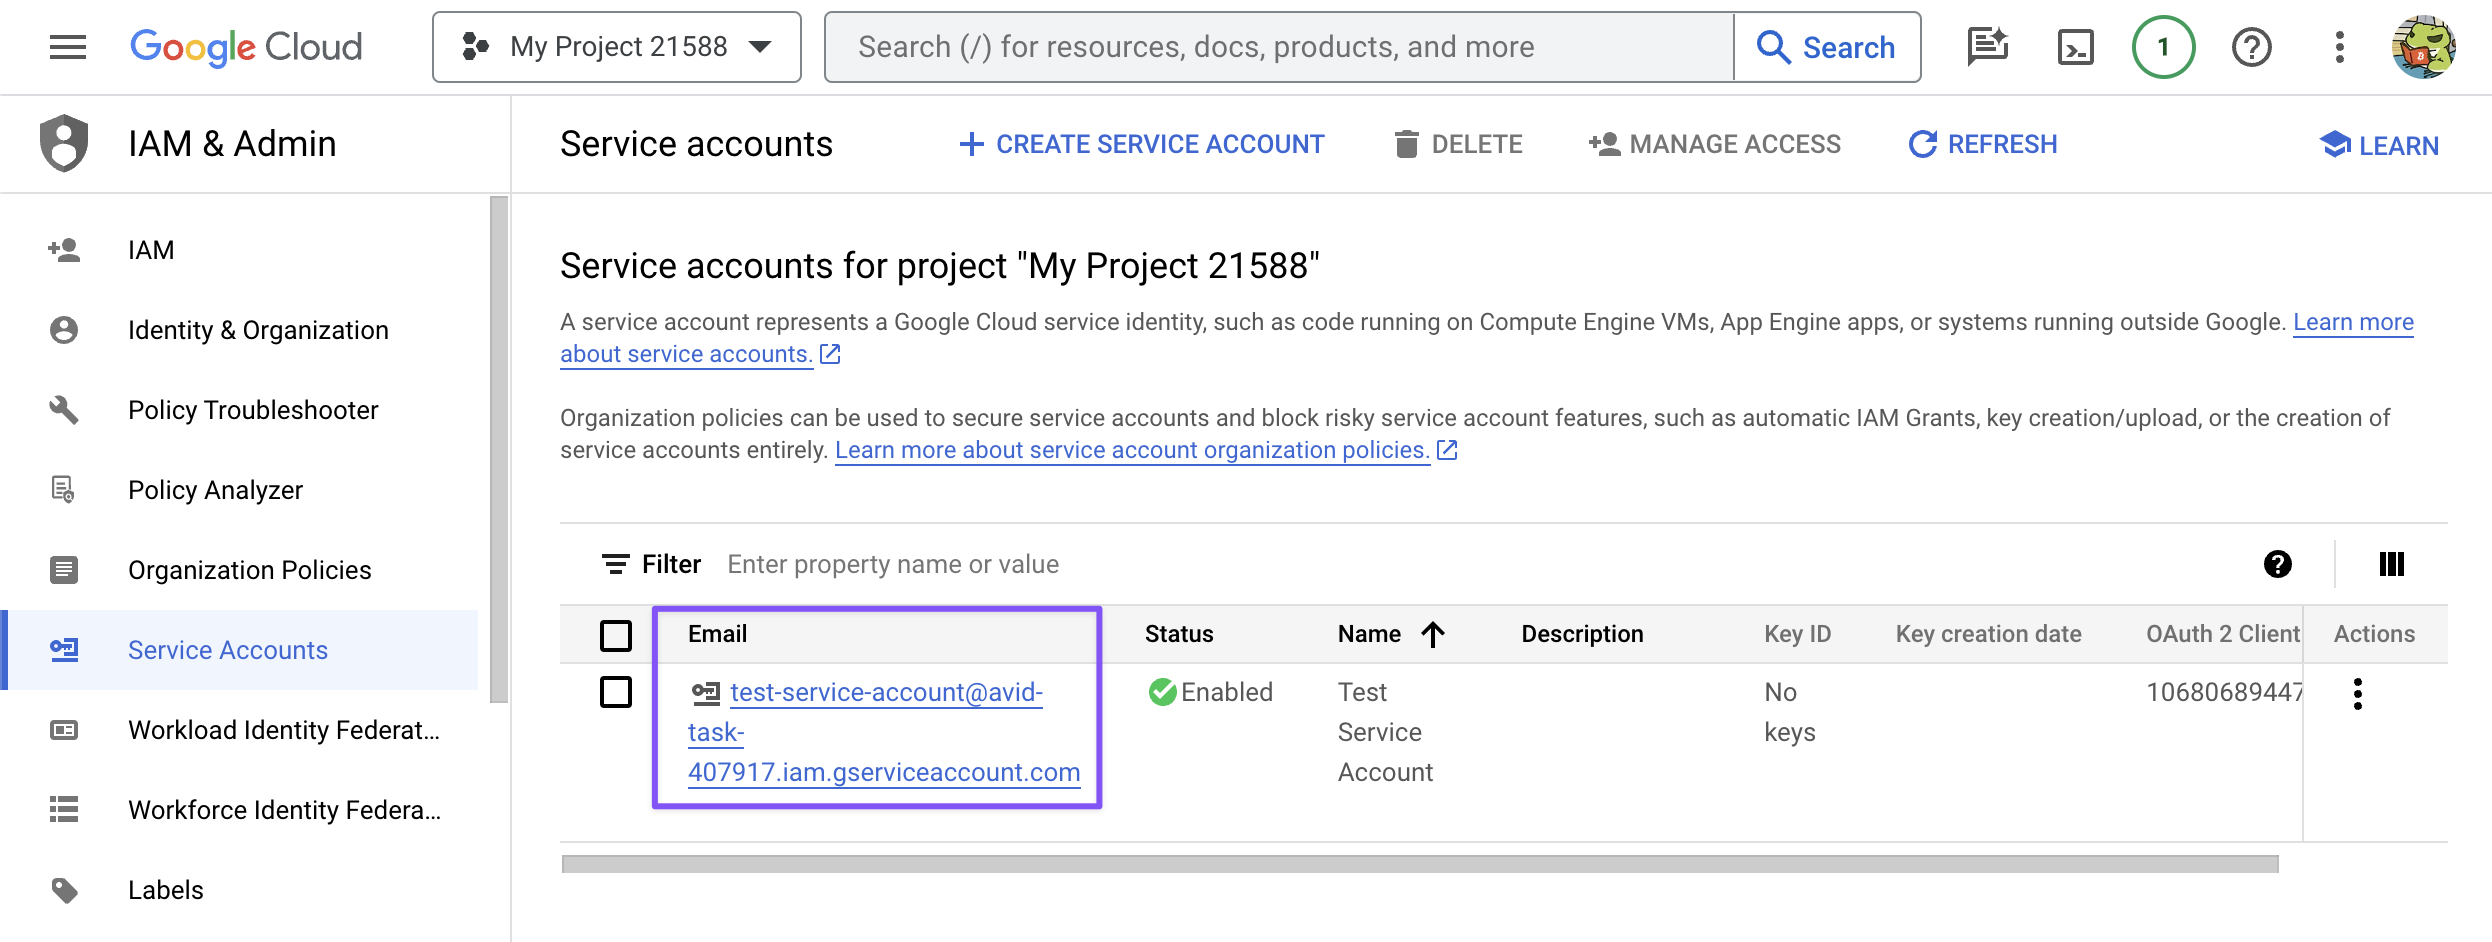 Google Cloud
My Project 21588
Search (/) for resources, docs, products, and more
Search
1
IAM & Admin
Service accounts
CREATE SERVICE ACCOUNT
DELETE
MANAGE ACCESS
REFRESH
LEARN
IAM
Identity & Organization
Policy Troubleshooter
Policy Analyzer
Organization Policies
Service Accounts
Workload Identity Federat...
Workforce Identity Federa...
Labels
Service accounts for project "My Project 21588"
A service account represents a Google Cloud service identity, such as code running on Compute Engine VMs, App Engine apps, or systems running outside Google. Learn more
about service accounts.
Organization policies can be used to secure service accounts and block risky service account features, such as automatic IAM Grants, key creation/upload, or the creation of
service accounts entirely. Learn more about service account organization policies.
Filter Enter property name or value
Email Status Name Description Key ID Key creation date OAuth 2 Client Actions
test-service-account@avid- Enabled Test No 10680689447
task- Service keys
407917.iam.gserviceaccount.com Account